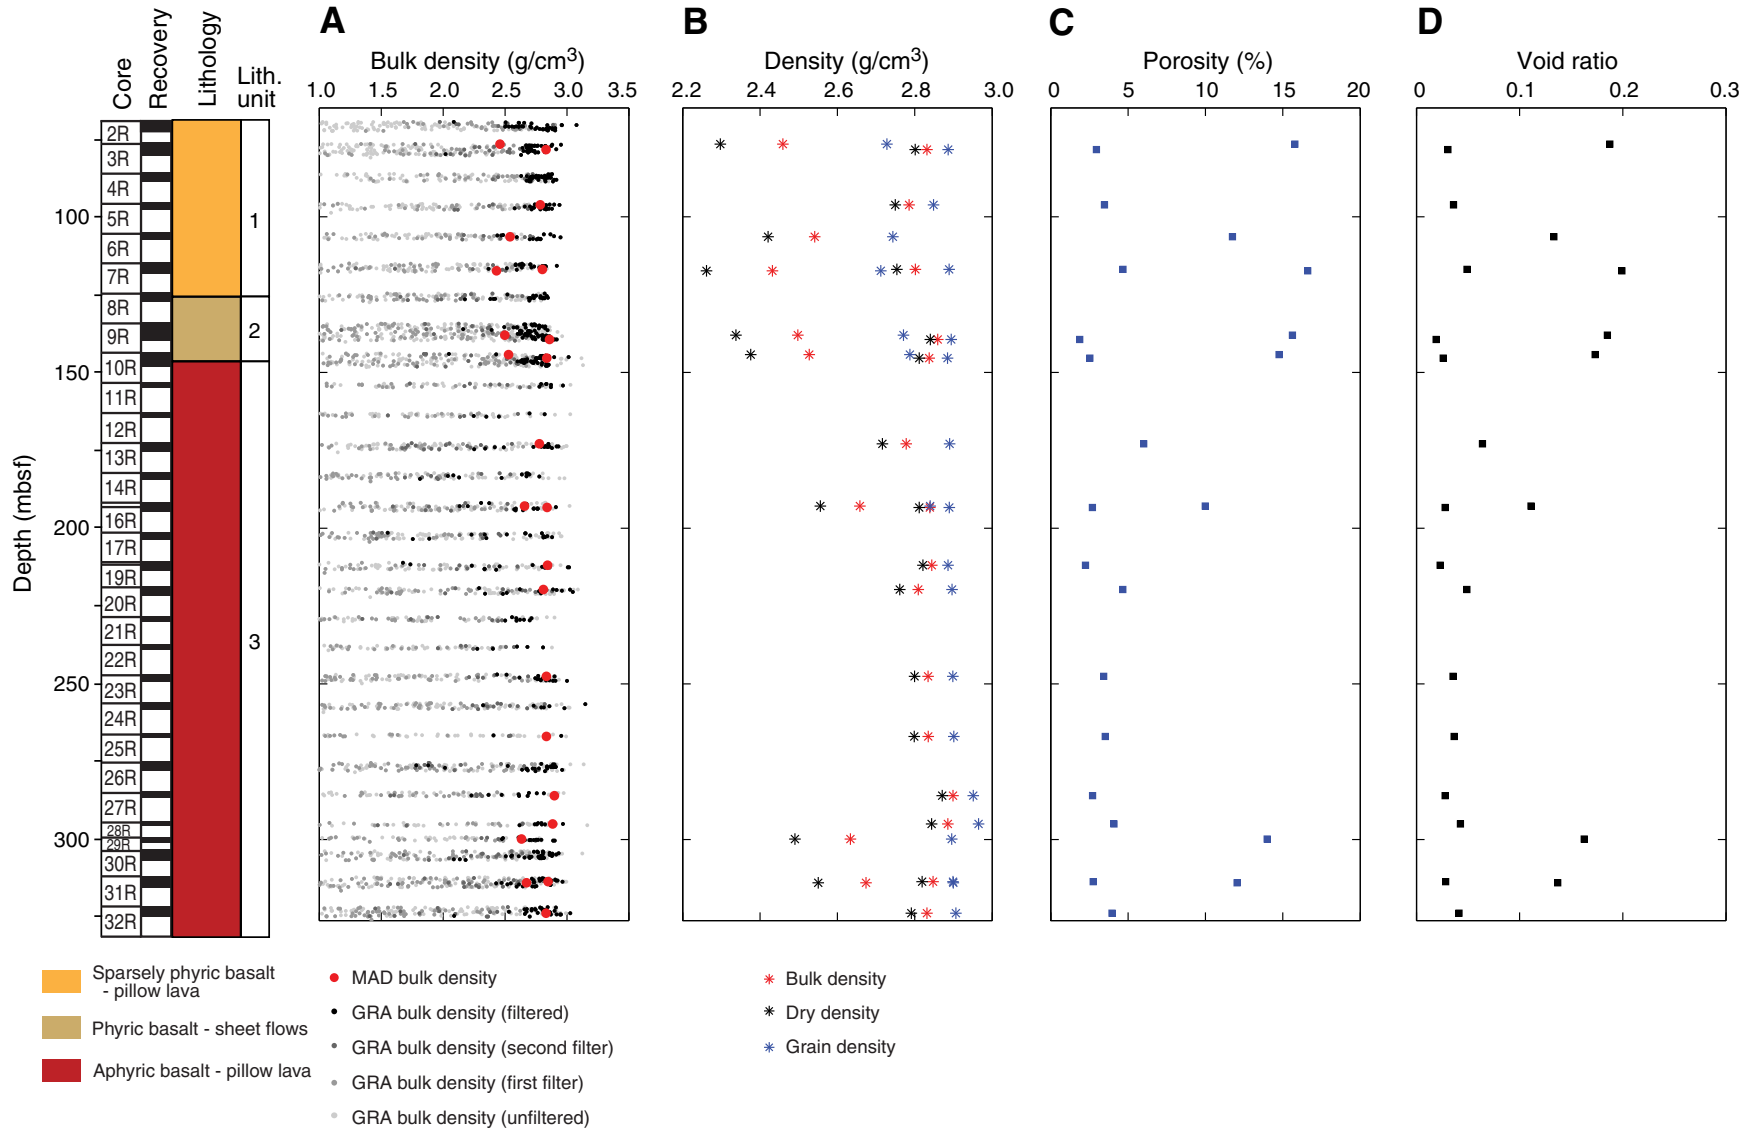 A
B
C
D
Core
Recovery
Lithology
Lith.
unit
Bulk density (g/cm3)
Density (g/cm3)
Porosity (%)
Void ratio
1.0 1.5 2.0 2.5 3.0 3.5
2.2 2.4 2.6 2.8 3.0
0 5 10 15 20
0 0.1 0.2 0.3
Depth (mbsf)
100
150
200
250
300
2R
3R
4R
5R
6R
7R
8R
9R
10R
11R
12R
13R
14R
16R
17R
19R
20R
21R
22R
23R
24R
25R
26R
27R
28R
29R
30R
31R
32R
1
2
3
Sparsely phyric basalt
- pillow lava
Phyric basalt - sheet flows
Aphyric basalt - pillow lava
MAD bulk density
GRA bulk density (filtered)
GRA bulk density (second filter)
GRA bulk density (first filter)
GRA bulk density (unfiltered)
Bulk density
Dry density
Grain density